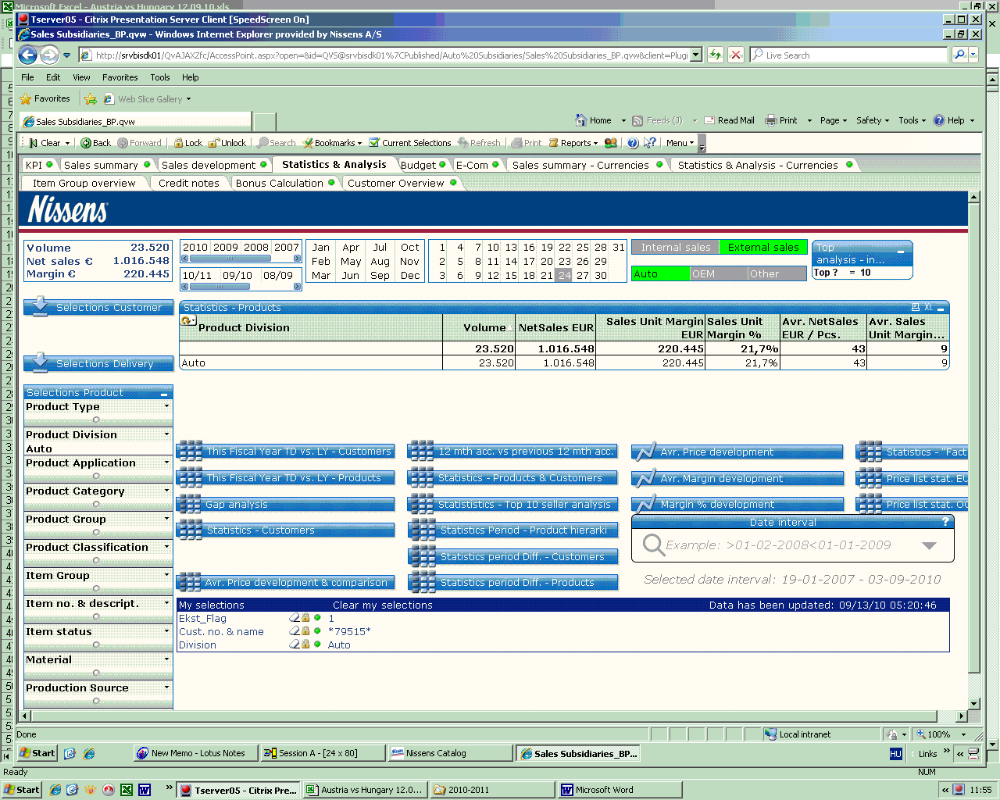 Microsoft Excel - Austria vs Hungary 12.09.10.xls
Tserver05 - Citrix Presentation Server Client [SpeedScreen On]
Sales Subsidiaries_BP.qvw - Windows Internet Explorer provided by Nissens A/S
http://srvbisdk01/QvAJAXZfc/AccessPoint.aspx?open=&id=QVS@srvbisdk01%7CPublished/Auto%20Subsidiaries/Sales%20Subsidiaries_BP.qvw&client=Plugi
Live Search
File Edit View Favorites Tools Help
Favorites Web Slice Gallery
Sales Subsidiaries_BP.qvw
Home Feeds (J) Read Mail Print Page Safety Tools Help
Clear Back Forward Lock Unlock Search Bookmarks Current Selections Refresh Print Reports Menu
KPI Sales summary Sales development Statistics & Analysis Budget E-Com Sales summary - Currencies Statistics & Analysis - Currencies
Item Group overview Credit notes Bonus Calculation Customer Overview
Nissens
Volume 23.520
Net sales € 1.016.548
Margin € 220.445
2010 2009 2008 2007
10/11 09/10 08/09
Jan Apr Jul Oct
Feb May Aug Nov
Mar Jun Sep Dec
1 4 7 10 13 16 19 22 25 28 31
2 5 8 11 14 17 20 23 26 29
3 6 9 12 15 18 21 24 27 30
Internal sales External sales
Auto OEM Other
Top
analysis - in...
Top ? = 10
Selections Customer
Selections Delivery
Statistics - Products XL
Product Division Volume NetSales EUR Sales Unit Margin EUR Sales Unit Margin % Avr. NetSales EUR / Pcs. Avr. Sales Unit Margin...
23.520 1.016.548 220.445 21,7% 43 9
Auto 23.520 1.016.548 220.445 21,7% 43 9
Selections Product
Product Type
Product Division
Auto
Product Application
Product Category
Product Group
Product Classification
Item Group
Item no. & descript.
Item status
Material
Production Source
This Fiscal Year TD vs. LY - Customers
This Fiscal Year TD vs. LY - Products
Gap analysis
Statistics - Customers
Avr. Price development & comparison
12 mth acc. vs previous 12 mth acc.
Statistics - Products & Customers
Statististics - Top 10 seller analysis
Statistics Period - Product hierarki
Statistics period Diff. - Customers
Statistics period Diff. - Products
Avr. Price development
Avr. Margin development
Margin % development
Statistics - "Fact
Price list stat. EU
Price list stat. OC
Date interval ?
Example: >01-02-2008<01-01-2009
Selected date interval: 19-01-2007 - 03-09-2010
My selections Clear my selections Data has been updated: 09/13/10 05:20:46
Ekst_Flag 1
Cust. no. & name *79515*
Division Auto
Done Local intranet 100%
Start New Memo - Lotus Notes Session A - [24 x 80] Nissens Catalog Sales Subsidiaries_BP... HU Links
Ready NUM
Start Tserver05 - Citrix Pre... Austria vs Hungary 12.0... 2010-2011 Microsoft Word 11:55